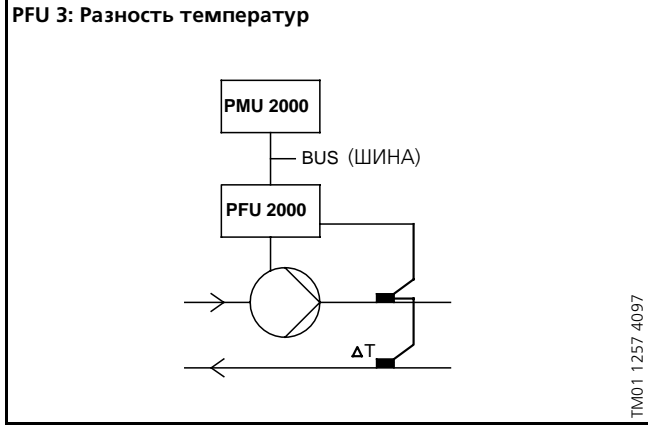 PFU 3: Разность температур
PMU 2000
BUS (ШИНА)
PFU 2000
ΔT
TM01 1257 4097